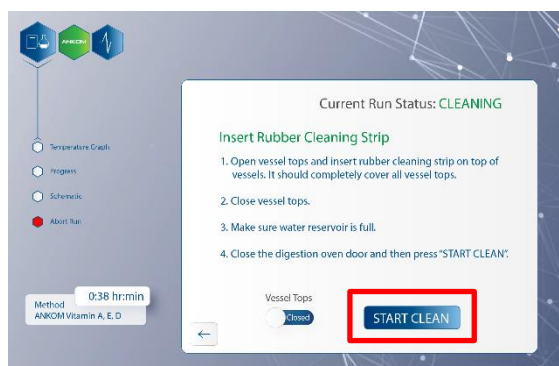 ANKOM
Current Run Status: CLEANING
Insert Rubber Cleaning Strip
1. Open vessel tops and insert rubber cleaning strip on top of
vessels. It should completely cover all vessel tops.
2. Close vessel tops.
3. Make sure water reservoir is full.
4. Close the digestion oven door and then press "START CLEAN".
Temperature Graph
Progress
Schematic
Abort Run
0:38 hr:min
Method
ANKOM Vitamin A, E, D
Vessel Tops
Closed
START CLEAN